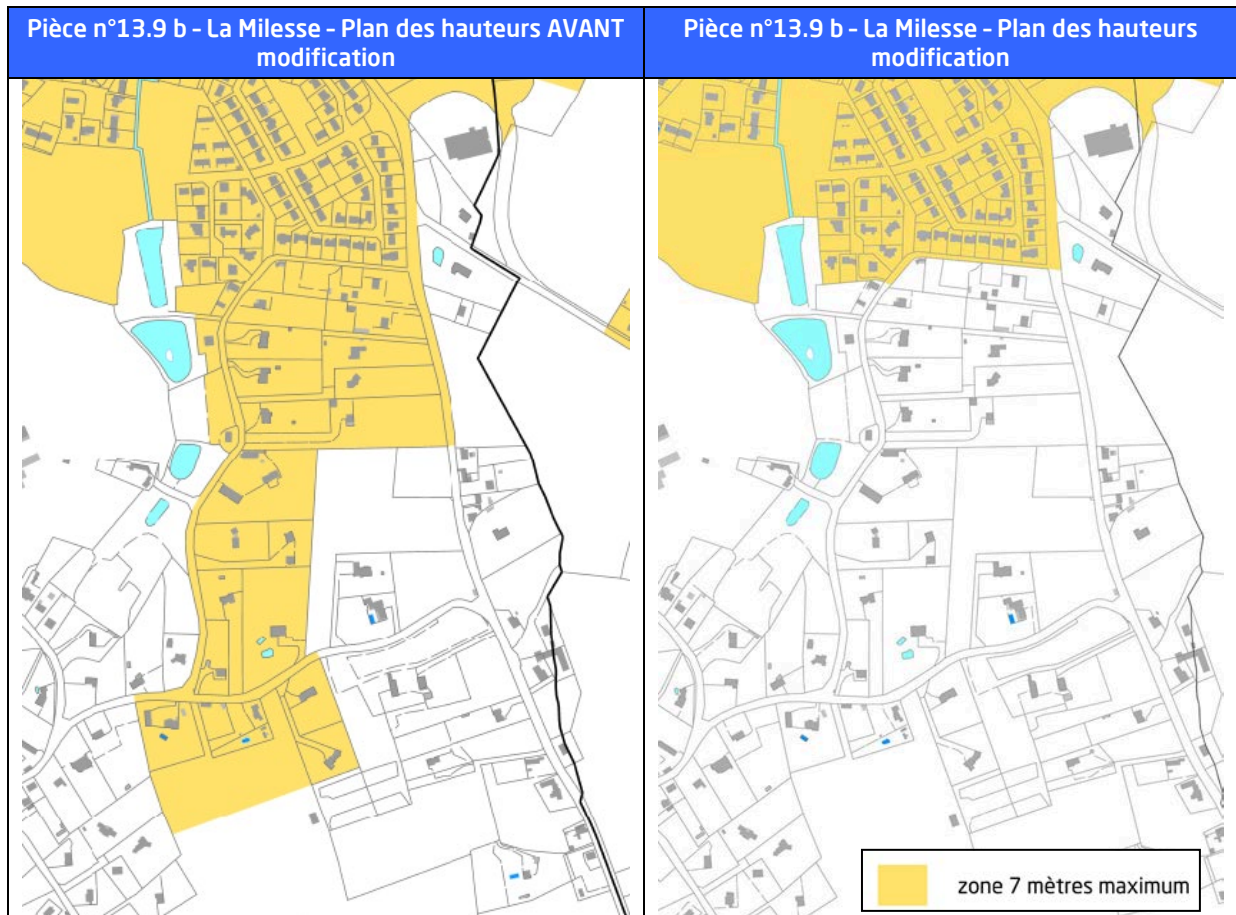 Pièce n°13.9 b - La Milesse - Plan des hauteurs AVANT
modification
Pièce n°13.9 b - La Milesse - Plan des hauteurs
modification
zone 7 mètres maximum